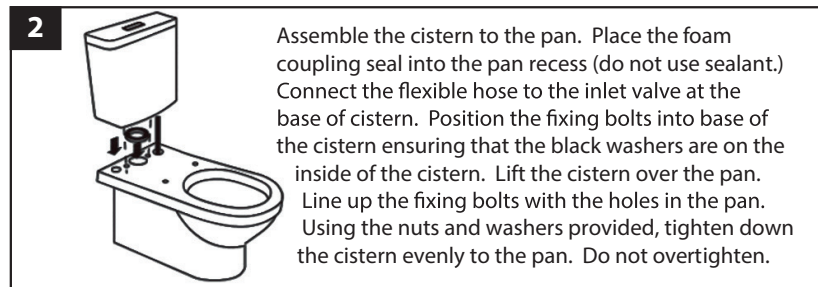 2
Assemble the cistern to the pan. Place the foam
coupling seal into the pan recess (do not use sealant.)
Connect the flexible hose to the inlet valve at the
base of cistern. Position the fixing bolts into base of
the cistern ensuring that the black washers are on the
inside of the cistern. Lift the cistern over the pan.
Line up the fixing bolts with the holes in the pan.
Using the nuts and washers provided, tighten down
the cistern evenly to the pan. Do not overtighten.